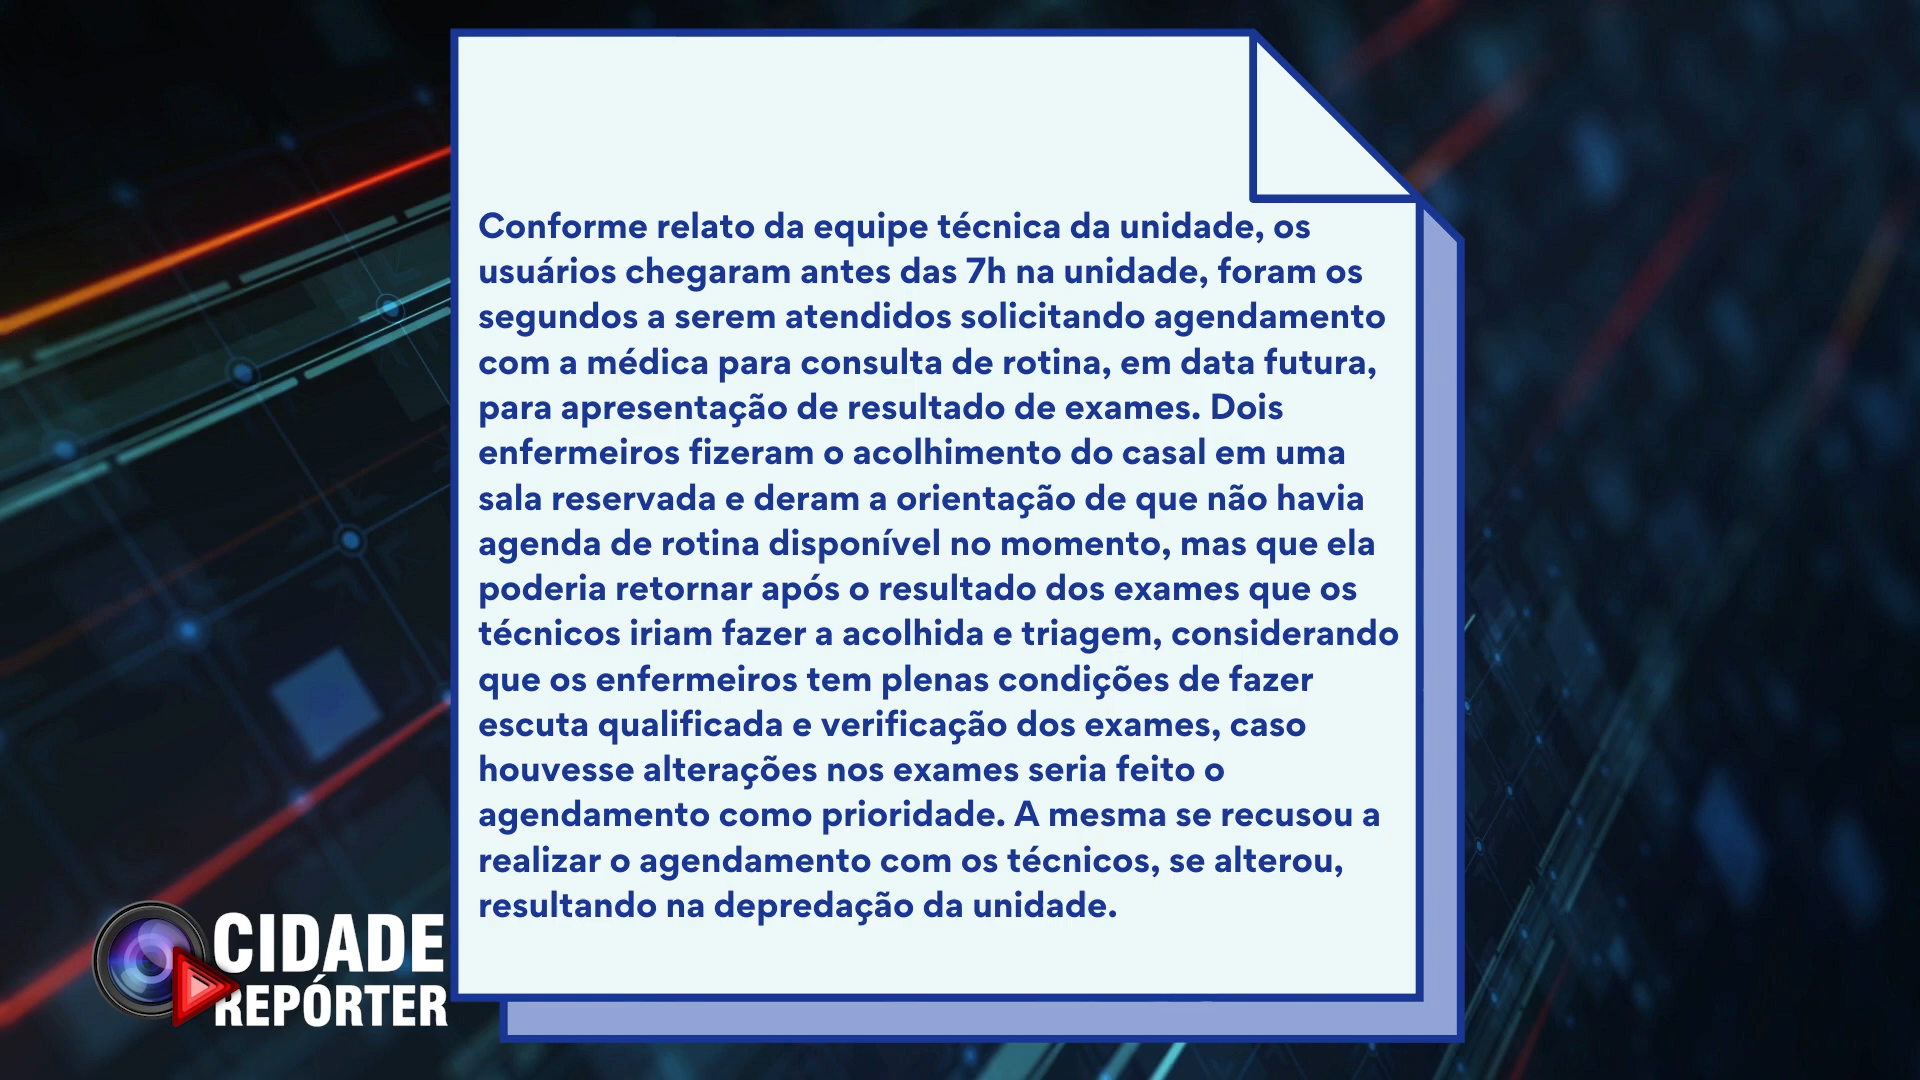 Conforme relato da equipe técnica da unidade, os
usuários chegaram antes das 7h na unidade, foram os
segundos a serem atendidos solicitando agendamento
com a médica para consulta de rotina, em data futura,
para apresentação de resultado de exames. Dois
enfermeiros fizeram o acolhimento do casal em uma
sala reservada e deram a orientação de que não havia
agenda de rotina disponível no momento, mas que ela
poderia retornar após o resultado dos exames que os
técnicos iriam fazer a acolhida e triagem, considerando
que os enfermeiros tem plenas condições de fazer
escuta qualificada e verificação dos exames, caso
houvesse alterações nos exames seria feito o
agendamento como prioridade. A mesma se recusou a
realizar o agendamento com os técnicos, se alterou,
resultando na depredação da unidade.
CIDADE
REPÓRTER